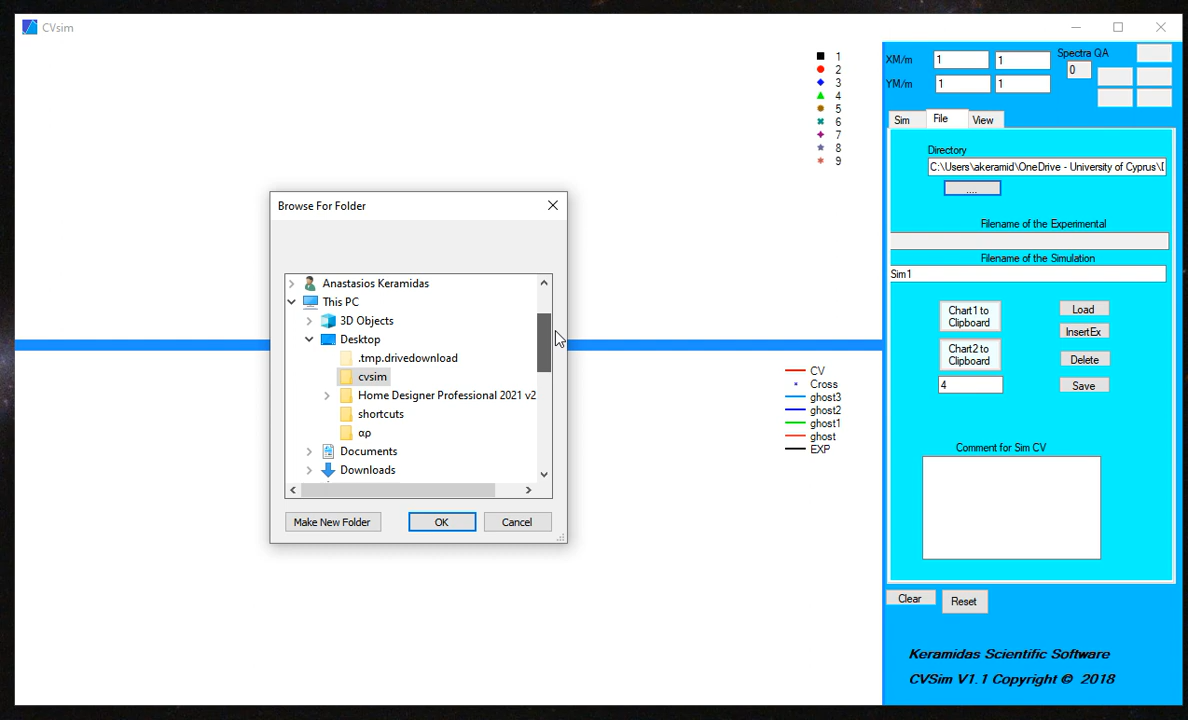 CVsim
1
2
3
4
5
6
7
8
9
XM/m 1 1
YM/m 1 1
Spectra QA
0
Sim File View
Directory
C:\Users\akeramid\OneDrive - University of Cyprus\
....
Filename of the Experimental
Filename of the Simulation
Sim1
Chart1 to
Clipboard
Load
InsertEx
Chart2 to
Clipboard
Delete
4
Save
Comment for Sim CV
Clear Reset
Keramidas Scientific Software
CVSim V1.1 Copyright © 2018
Browse For Folder
Anastasios Keramidas
This PC
3D Objects
Desktop
.tmp.drivedownload
cvsim
Home Designer Professional 2021 v2
shortcuts
αρ
Documents
Downloads
Make New Folder OK Cancel
CV
Cross
ghost3
ghost2
ghost1
ghost
EXP